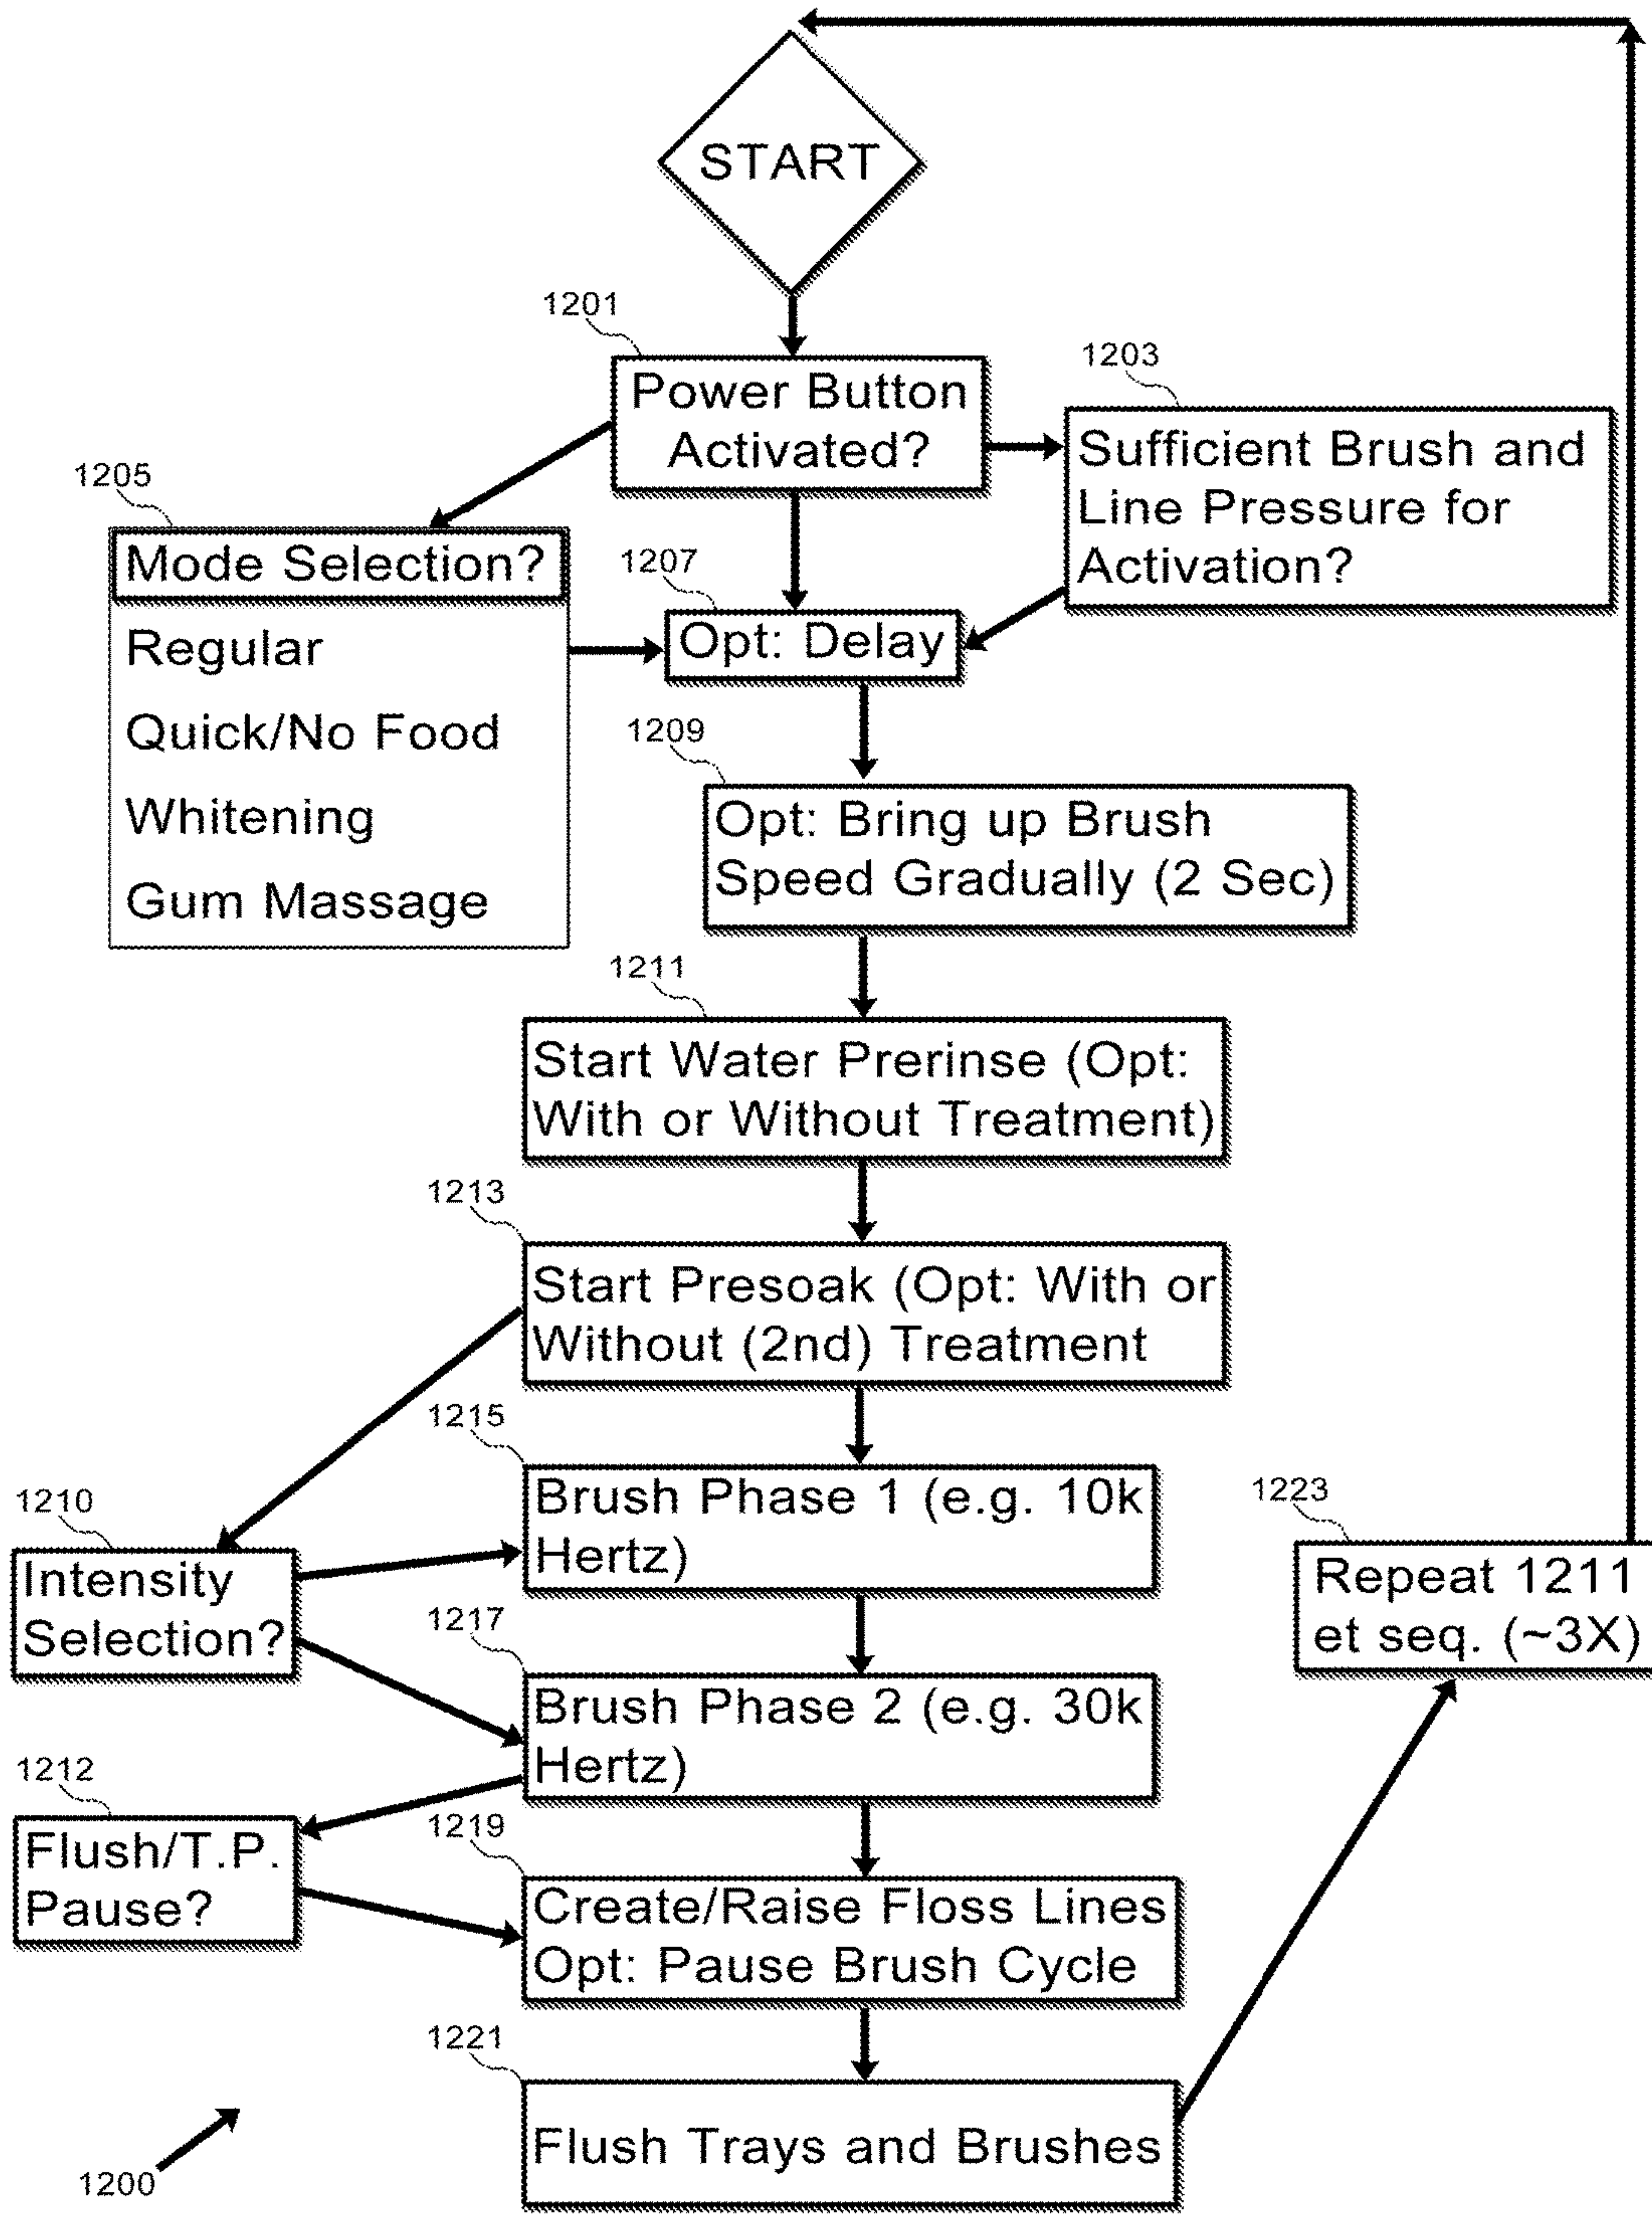 START
1201
Power Button
Activated?
1203
Sufficient Brush and
Line Pressure for
Activation?
1205
Mode Selection?
Regular
Quick/No Food
Whitening
Gum Massage
1207
Opt: Delay
1209
Opt: Bring up Brush
Speed Gradually (2 Sec)
1211
Start Water Prerinse (Opt:
With or Without Treatment)
1213
Start Presoak (Opt: With or
Without (2nd) Treatment
1215
Brush Phase 1 (e.g. 10k
Hertz)
1210
Intensity
Selection?
1223
Repeat 1211
et seq. (~3X)
1217
Brush Phase 2 (e.g. 30k
Hertz)
1212
Flush/T.P.
Pause?
1219
Create/Raise Floss Lines
Opt: Pause Brush Cycle
1221
Flush Trays and Brushes
1200